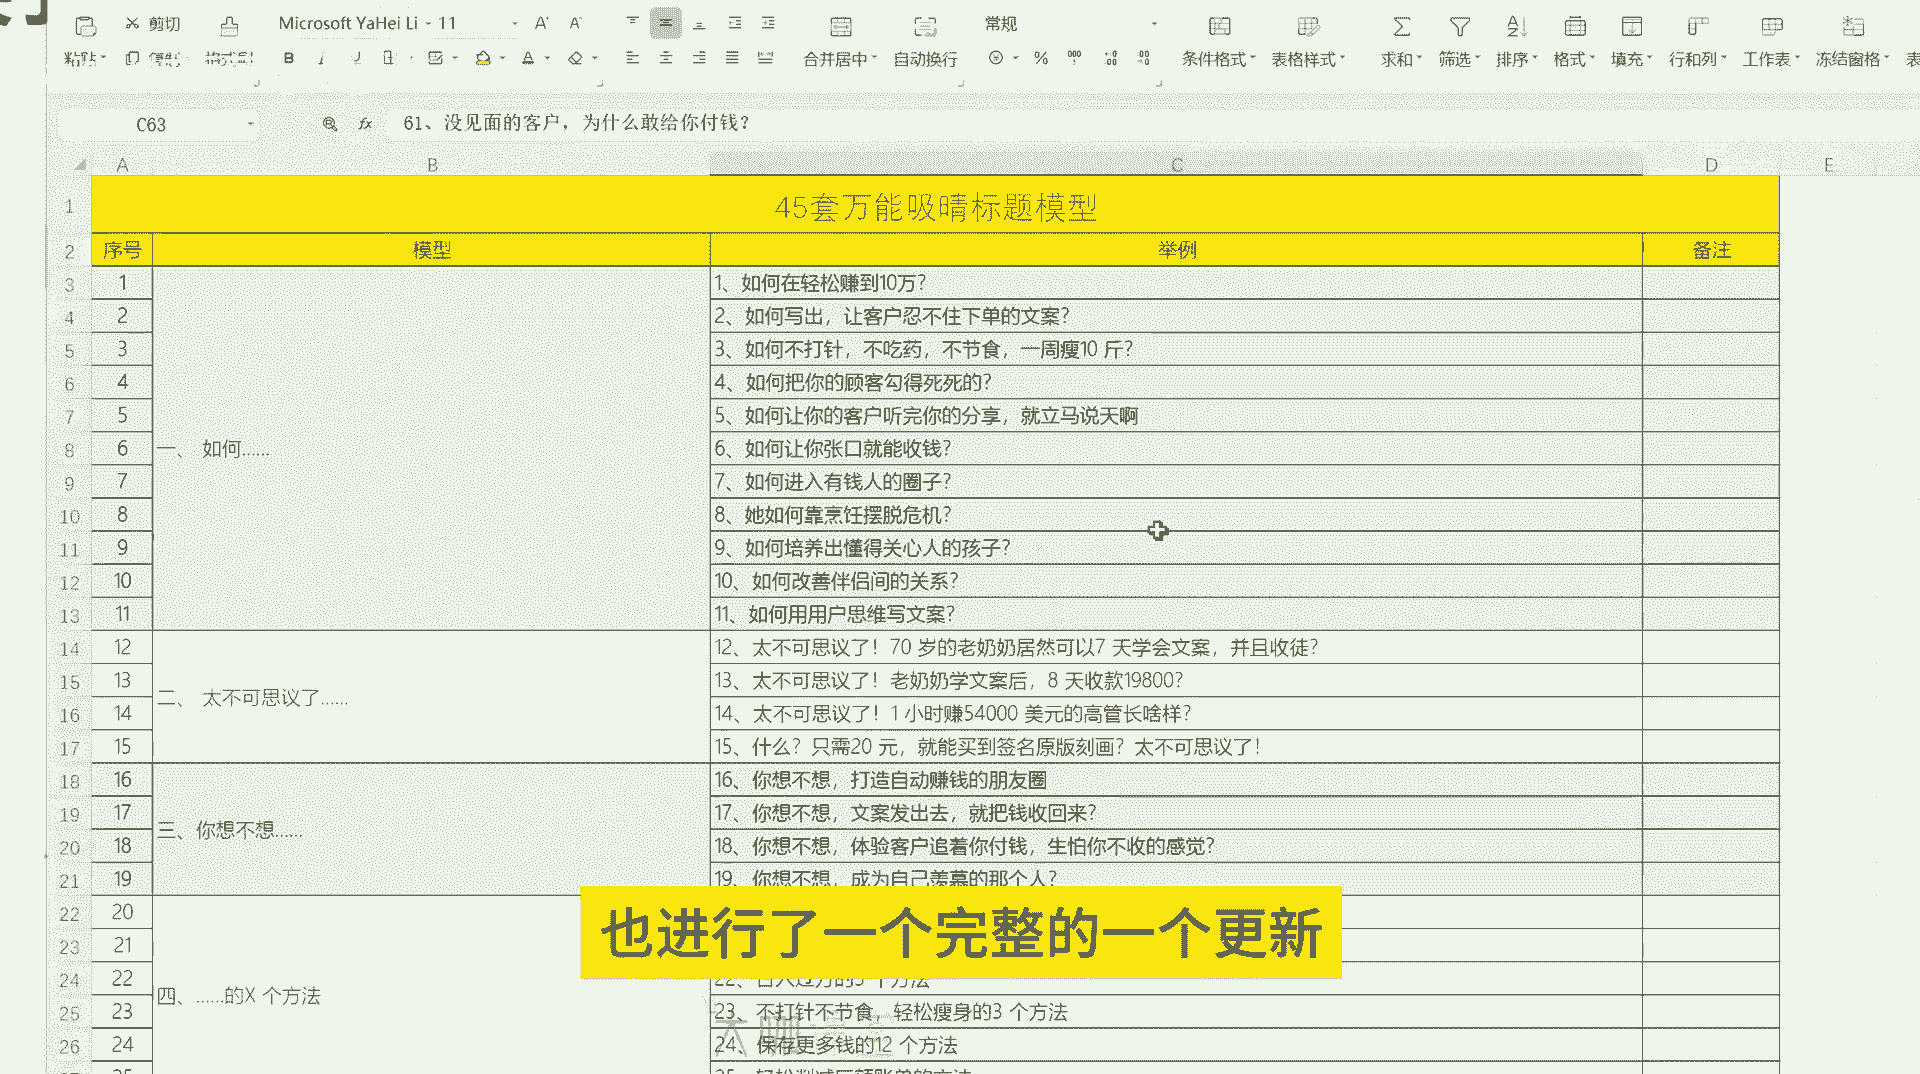 剪切 Microsoft YaHei Li 11 A⁺ A⁻ 常规
粘贴 B I 合并居中 自动换行 % 条件格式 表格样式 求和 筛选 排序 格式 填充 行和列 工作表 冻结窗格
C63 fx 61、没见面的客户，为什么敢给你付钱？
A B C D E
1 45套万能吸睛标题模型
2 序号 模型 举例 备注
3 1 1、如何在轻松赚到10万？
4 2 2、如何写出，让客户忍不住下单的文案？
5 3 3、如何不打针，不吃药，不节食，一周瘦10 斤？
6 4 4、如何把你的顾客勾得死死的？
7 5 5、如何让你的客户听完你的分享，就立马说天啊
8 6 一、 如何…… 6、如何让你张口就能收钱？
9 7 7、如何进入有钱人的圈子？
10 8 8、她如何靠烹饪摆脱危机？
11 9 9、如何培养出懂得关心人的孩子？
12 10 10、如何改善伴侣间的关系？
13 11 11、如何用用户思维写文案？
14 12 12、太不可思议了！70 岁的老奶奶居然可以7 天学会文案，并且收徒？
15 13 二、 太不可思议了…… 13、太不可思议了！老奶奶学文案后，8 天收款19800？
16 14 14、太不可思议了！1 小时赚54000 美元的高管长啥样？
17 15 15、什么？只需20 元，就能买到签名原版刻画？太不可思议了！
18 16 16、你想不想，打造自动赚钱的朋友圈
19 17 三、你想不想…… 17、你想不想，文案发出去，就把钱收回来？
20 18 18、你想不想，体验客户追着你付钱，生怕你不收的感觉？
21 19 19、你想不想，成为自己羡慕的那个人？
22 20
23 21
也进行了一个完整的一个更新
24 22 四、……的X 个方法
25 23 23、不打针不节食，轻松瘦身的3 个方法
26 24 24、保存更多钱的12 个方法